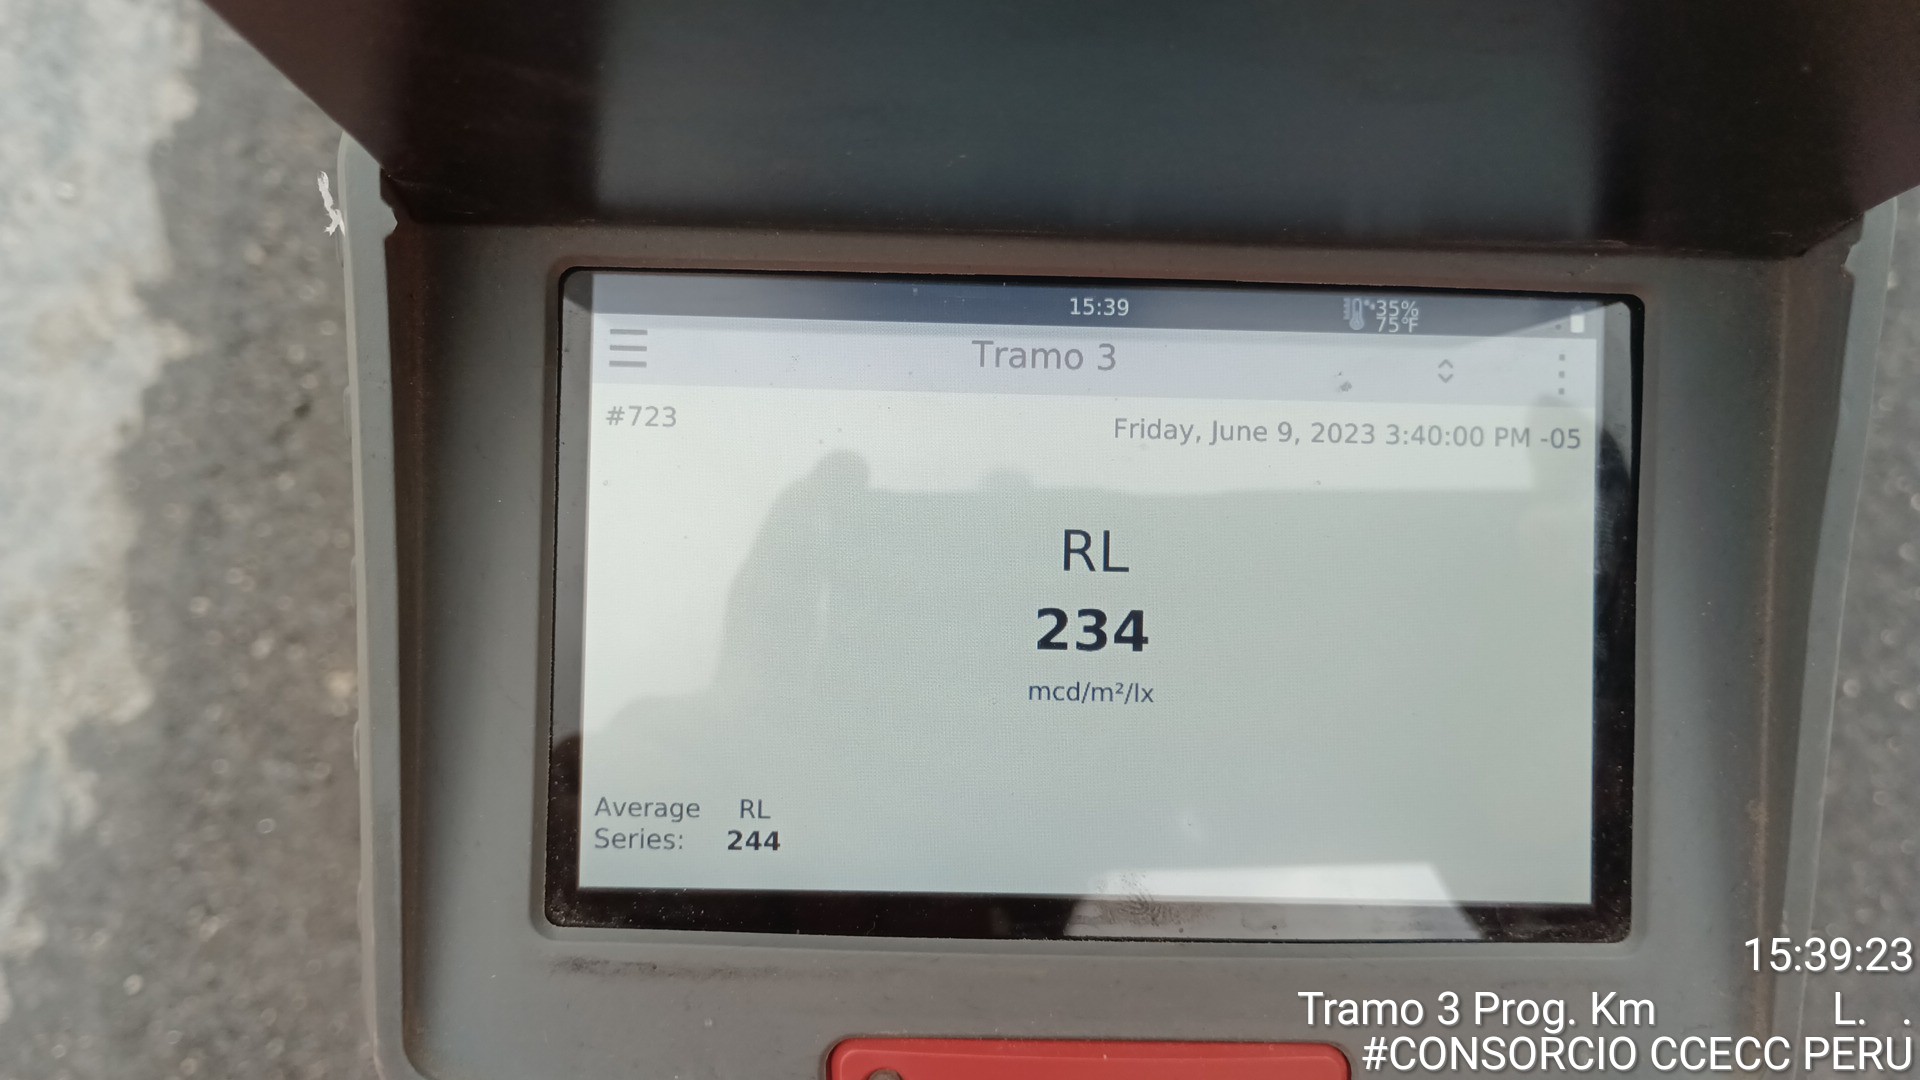 15:39
35%
75°F
Tramo 3
#723
Friday, June 9, 2023 3:40:00 PM -05
RL
234
mcd/m²/lx
Average RL
Series: 244
15:39:23
Tramo 3 Prog. Km L. .
#CONSORCIO CCECC PERU